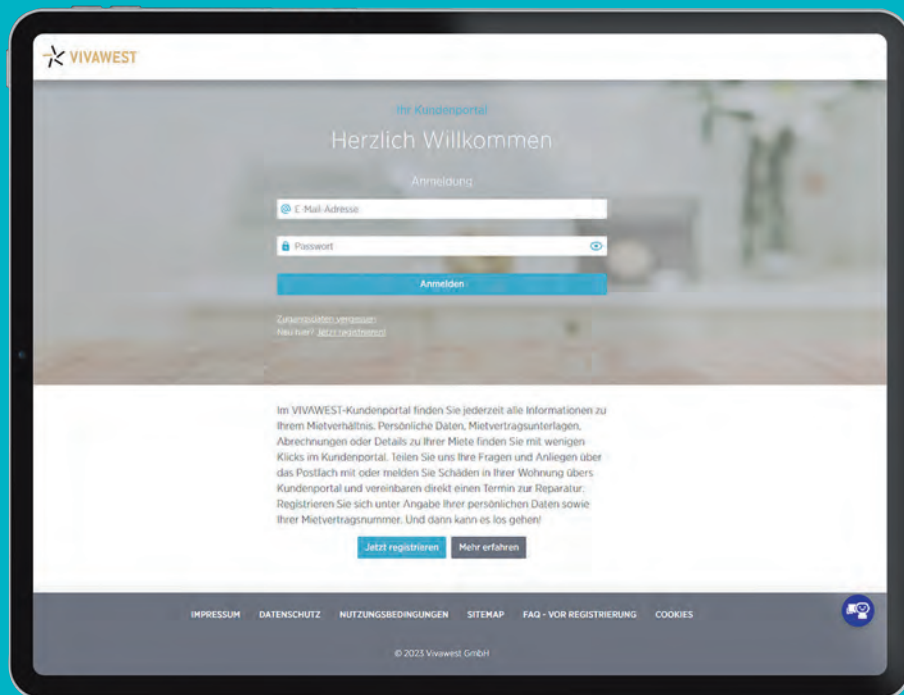 VIVAWEST
Ihr Kundenportal
Herzlich Willkommen
Anmeldung
@ E-Mail-Adresse
Passwort
Anmelden
Zugangsdaten vergessen
Neu hier? Jetzt registrieren!
Im VIVAWEST-Kundenportal finden Sie jederzeit alle Informationen zu
Ihrem Mietverhältnis. Persönliche Daten, Mietvertragsunterlagen,
Abrechnungen oder Details zu Ihrer Miete finden Sie mit wenigen
Klicks im Kundenportal. Teilen Sie uns Ihre Fragen und Anliegen über
das Postfach mit oder melden Sie Schäden in Ihrer Wohnung übers
Kundenportal und vereinbaren direkt einen Termin zur Reparatur.
Registrieren Sie sich unter Angabe Ihrer persönlichen Daten sowie
Ihrer Mietvertragsnummer. Und dann kann es los gehen!
Jetzt registrieren Mehr erfahren
IMPRESSUM DATENSCHUTZ NUTZUNGSBEDINGUNGEN SITEMAP FAQ - VOR REGISTRIERUNG COOKIES
© 2023 Vivawest GmbH